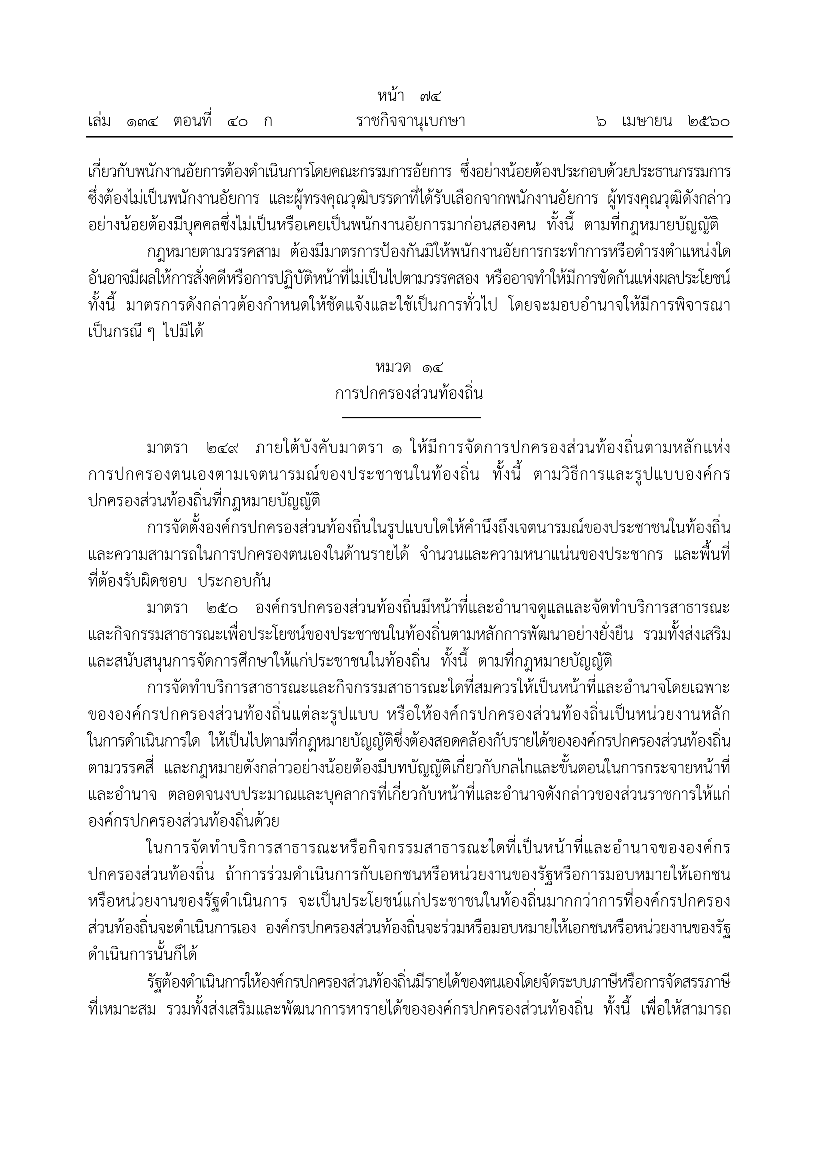 หน้า ๗๔
เล่ม ๑๓๔ ตอนที่ ๔๐ ก ราชกิจจานุเบกษา ๖ เมษายน ๒๕๖๐
เกี่ยวกับพนักงานอัยการต้องดำเนินการโดยคณะกรรมการอัยการ ซึ่งอย่างน้อยต้องประกอบด้วยประธานกรรมการ
ซึ่งต้องไม่เป็นพนักงานอัยการ และผู้ทรงคุณวุฒิบรรดาที่ได้รับเลือกจากพนักงานอัยการ ผู้ทรงคุณวุฒิดังกล่าว
อย่างน้อยต้องมีบุคคลซึ่งไม่เป็นหรือเคยเป็นพนักงานอัยการมาก่อนสองคน ทั้งนี้ ตามที่กฎหมายบัญญัติ
กฎหมายตามวรรคสาม ต้องมีมาตรการป้องกันมิให้พนักงานอัยการกระทำการหรือดำรงตำแหน่งใด
อันอาจมีผลให้การสั่งคดีหรือการปฏิบัติหน้าที่ไม่เป็นไปตามวรรคสอง หรืออาจทำให้มีการขัดกันแห่งผลประโยชน์
ทั้งนี้ มาตรการดังกล่าวต้องกำหนดให้ชัดแจ้งและใช้เป็นการทั่วไป โดยจะมอบอำนาจให้มีการพิจารณา
เป็นกรณี ๆ ไปมิได้
หมวด ๑๔
การปกครองส่วนท้องถิ่น
มาตรา ๒๔๙ ภายใต้บังคับมาตรา ๑ ให้มีการจัดการปกครองส่วนท้องถิ่นตามหลักแห่ง
การปกครองตนเองตามเจตนารมณ์ของประชาชนในท้องถิ่น ทั้งนี้ ตามวิธีการและรูปแบบองค์กร
ปกครองส่วนท้องถิ่นที่กฎหมายบัญญัติ
การจัดตั้งองค์กรปกครองส่วนท้องถิ่นในรูปแบบใดให้คำนึงถึงเจตนารมณ์ของประชาชนในท้องถิ่น
และความสามารถในการปกครองตนเองในด้านรายได้ จำนวนและความหนาแน่นของประชากร และพื้นที่
ที่ต้องรับผิดชอบ ประกอบกัน
มาตรา ๒๕๐ องค์กรปกครองส่วนท้องถิ่นมีหน้าที่และอำนาจดูแลและจัดทำบริการสาธารณะ
และกิจกรรมสาธารณะเพื่อประโยชน์ของประชาชนในท้องถิ่นตามหลักการพัฒนาอย่างยั่งยืน รวมทั้งส่งเสริม
และสนับสนุนการจัดการศึกษาให้แก่ประชาชนในท้องถิ่น ทั้งนี้ ตามที่กฎหมายบัญญัติ
การจัดทำบริการสาธารณะและกิจกรรมสาธารณะใดที่สมควรให้เป็นหน้าที่และอำนาจโดยเฉพาะ
ขององค์กรปกครองส่วนท้องถิ่นแต่ละรูปแบบ หรือให้องค์กรปกครองส่วนท้องถิ่นเป็นหน่วยงานหลัก
ในการดำเนินการใด ให้เป็นไปตามที่กฎหมายบัญญัติซึ่งต้องสอดคล้องกับรายได้ขององค์กรปกครองส่วนท้องถิ่น
ตามวรรคสี่ และกฎหมายดังกล่าวอย่างน้อยต้องมีบทบัญญัติเกี่ยวกับกลไกและขั้นตอนในการกระจายหน้าที่
และอำนาจ ตลอดจนงบประมาณและบุคลากรที่เกี่ยวกับหน้าที่และอำนาจดังกล่าวของส่วนราชการให้แก่
องค์กรปกครองส่วนท้องถิ่นด้วย
ในการจัดทำบริการสาธารณะหรือกิจกรรมสาธารณะใดที่เป็นหน้าที่และอำนาจขององค์กร
ปกครองส่วนท้องถิ่น ถ้าการร่วมดำเนินการกับเอกชนหรือหน่วยงานของรัฐหรือการมอบหมายให้เอกชน
หรือหน่วยงานของรัฐดำเนินการ จะเป็นประโยชน์แก่ประชาชนในท้องถิ่นมากกว่าการที่องค์กรปกครอง
ส่วนท้องถิ่นจะดำเนินการเอง องค์กรปกครองส่วนท้องถิ่นจะร่วมหรือมอบหมายให้เอกชนหรือหน่วยงานของรัฐ
ดำเนินการนั้นก็ได้
รัฐต้องดำเนินการให้องค์กรปกครองส่วนท้องถิ่นมีรายได้ของตนเองโดยจัดระบบภาษีหรือการจัดสรรภาษี
ที่เหมาะสม รวมทั้งส่งเสริมและพัฒนาการหารายได้ขององค์กรปกครองส่วนท้องถิ่น ทั้งนี้ เพื่อให้สามารถ